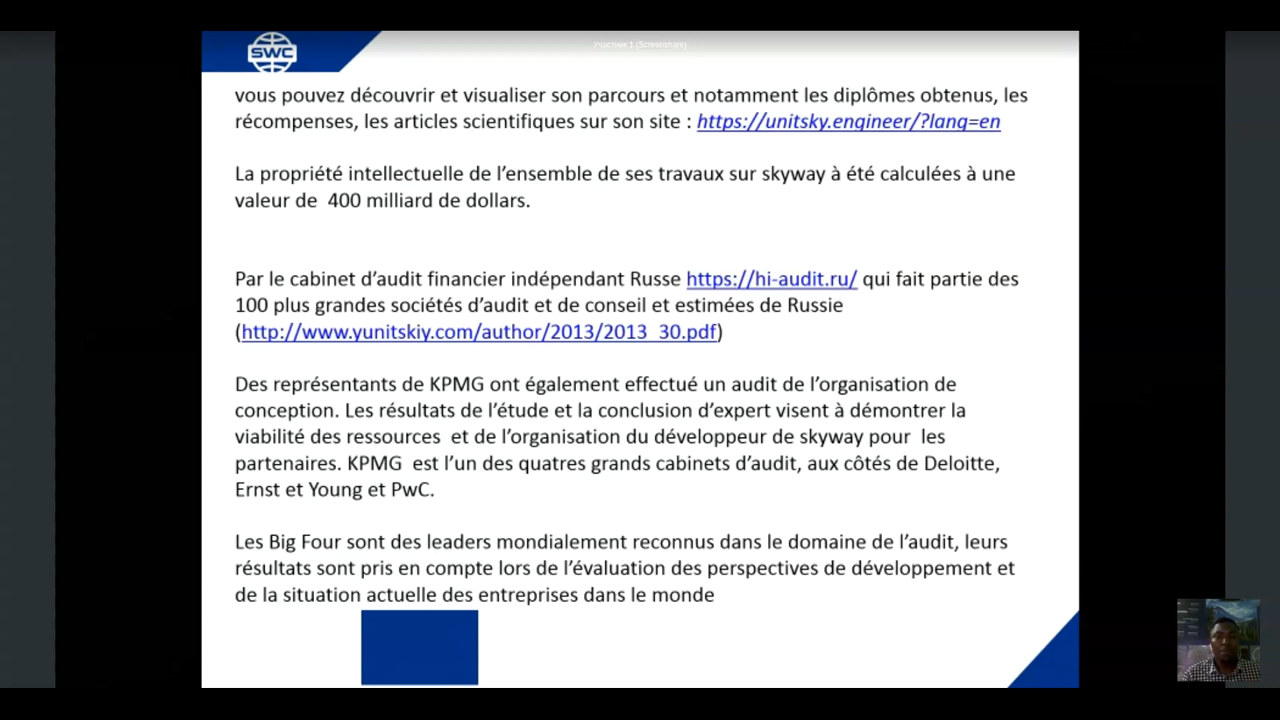 SWC
Участник 1 (Screenshare)
vous pouvez découvrir et visualiser son parcours et notamment les diplômes obtenus, les
récompenses, les articles scientifiques sur son site : https://unitsky.engineer/?lang=en
La propriété intellectuelle de l’ensemble de ses travaux sur skyway à été calculées à une
valeur de 400 milliard de dollars.
Par le cabinet d’audit financier indépendant Russe https://hi-audit.ru/ qui fait partie des
100 plus grandes sociétés d’audit et de conseil et estimées de Russie
(http://www.yunitskiy.com/author/2013/2013_30.pdf)
Des représentants de KPMG ont également effectué un audit de l’organisation de
conception. Les résultats de l’étude et la conclusion d’expert visent à démontrer la
viabilité des ressources et de l’organisation du développeur de skyway pour les
partenaires. KPMG est l’un des quatres grands cabinets d’audit, aux côtés de Deloitte,
Ernst et Young et PwC.
Les Big Four sont des leaders mondialement reconnus dans le domaine de l’audit, leurs
résultats sont pris en compte lors de l’évaluation des perspectives de développement et
de la situation actuelle des entreprises dans le monde